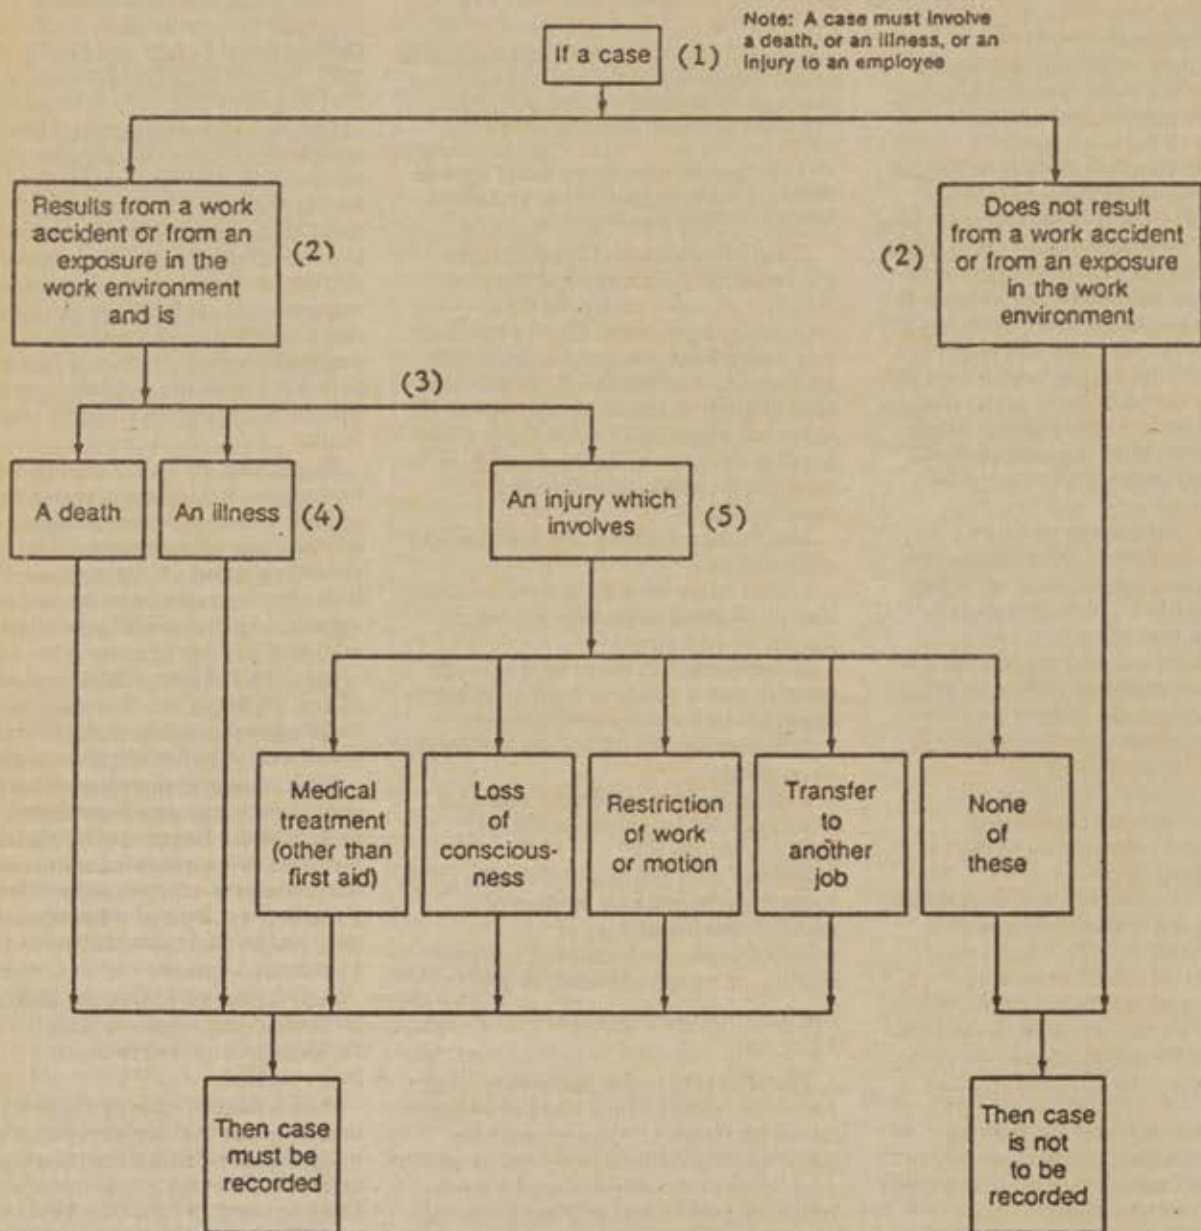 Note: A case must involve
a death, or an illness, or an
injury to an employee
If a case
(1)
Results from a work
accident or from an
exposure in the
work environment
and is
(2)
(2)
Does not result
from a work accident
or from an exposure
in the work
environment
(3)
A death
An illness
(4)
An injury which
involves
(5)
Medical
treatment
(other than
first aid)
Loss
of
conscious-
ness
Restriction
of work
or motion
Transfer
to
another
job
None
of
these
Then case
must be
recorded
Then case
is not
to be
recorded